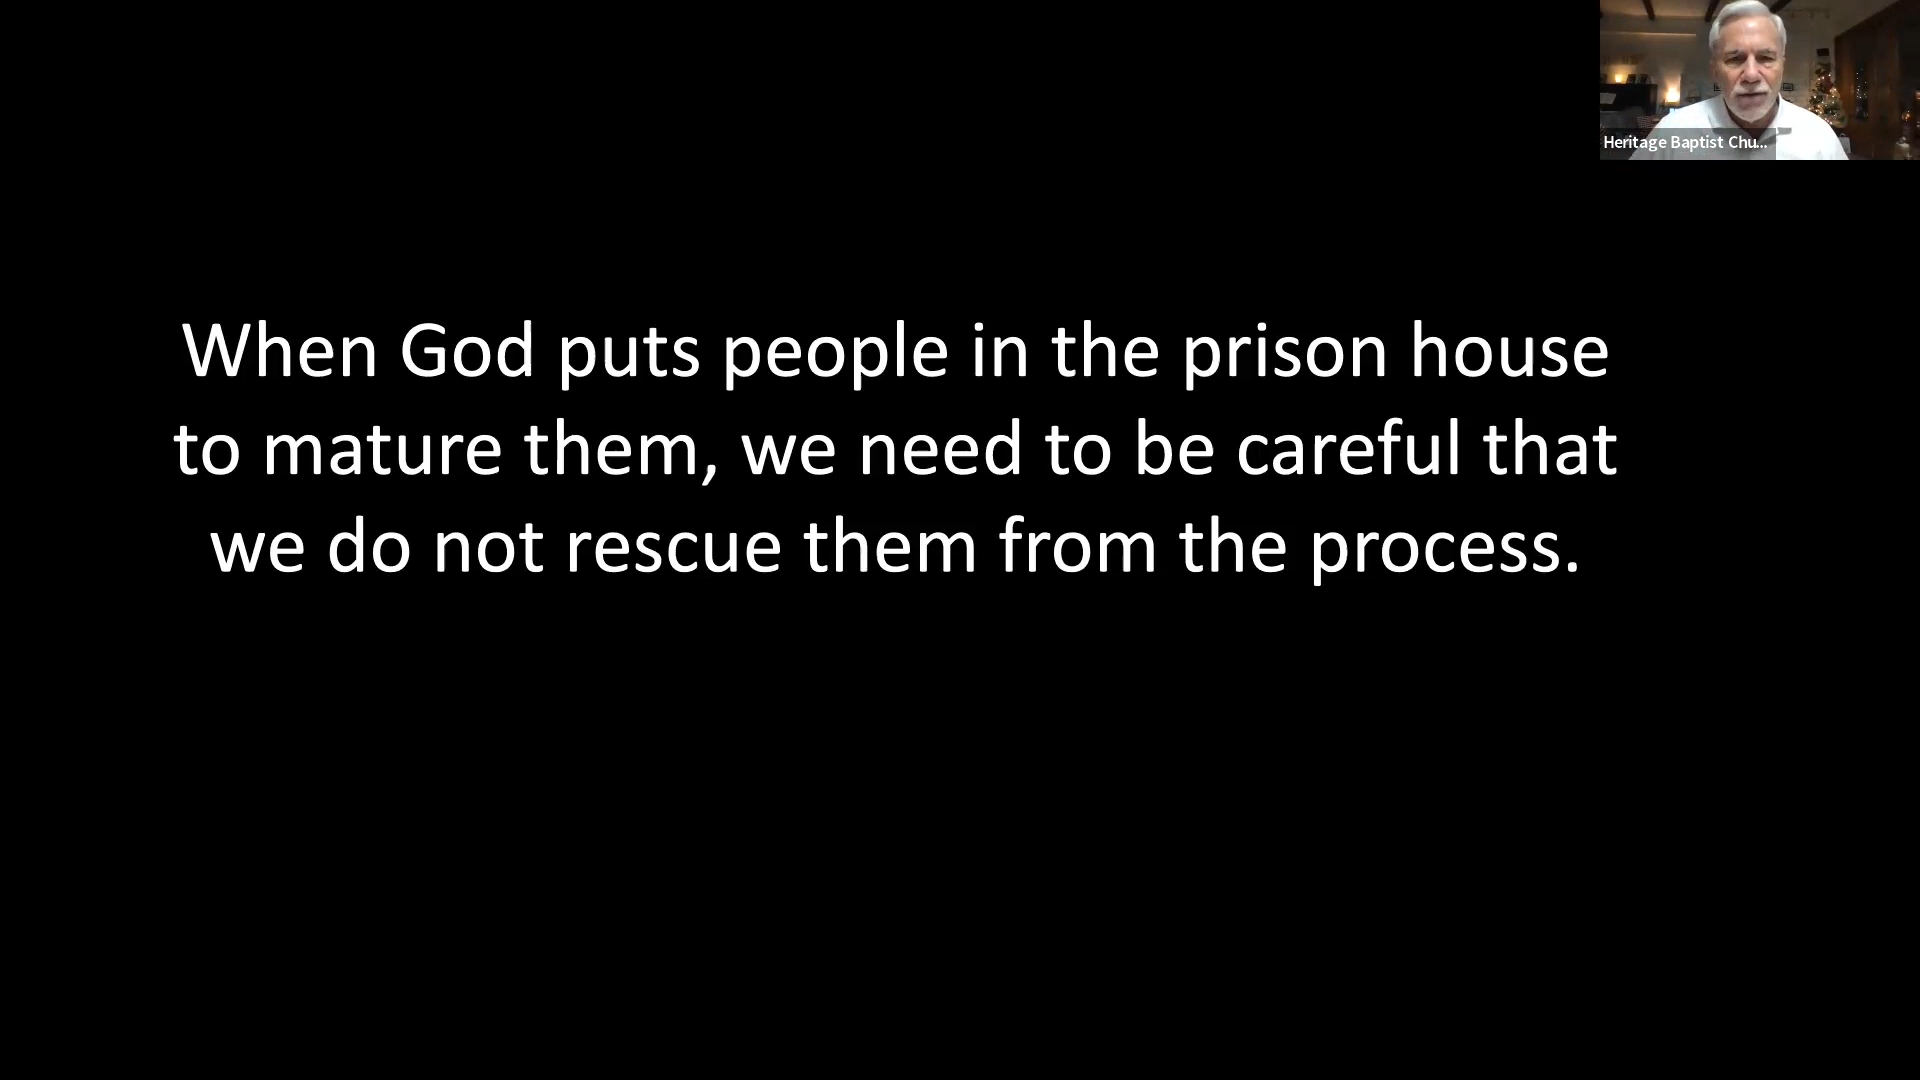 Heritage Baptist Chu...
When God puts people in the prison house
to mature them, we need to be careful that
we do not rescue them from the process.